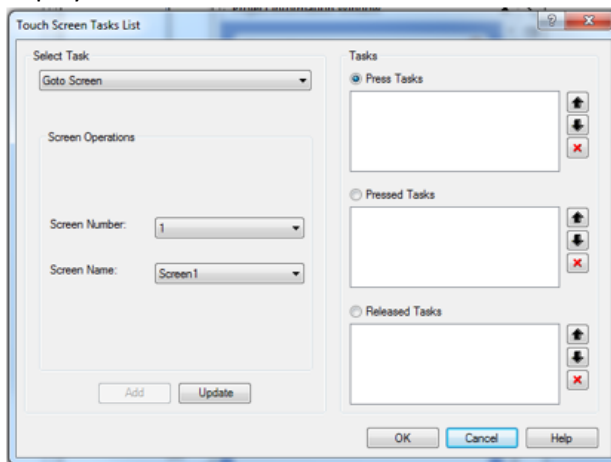 Touch Screen Tasks List
Select Task
Goto Screen
Screen Operations
Screen Number:
1
Screen Name:
Screen1
Add
Update
Tasks
Press Tasks
Pressed Tasks
Released Tasks
OK
Cancel
Help